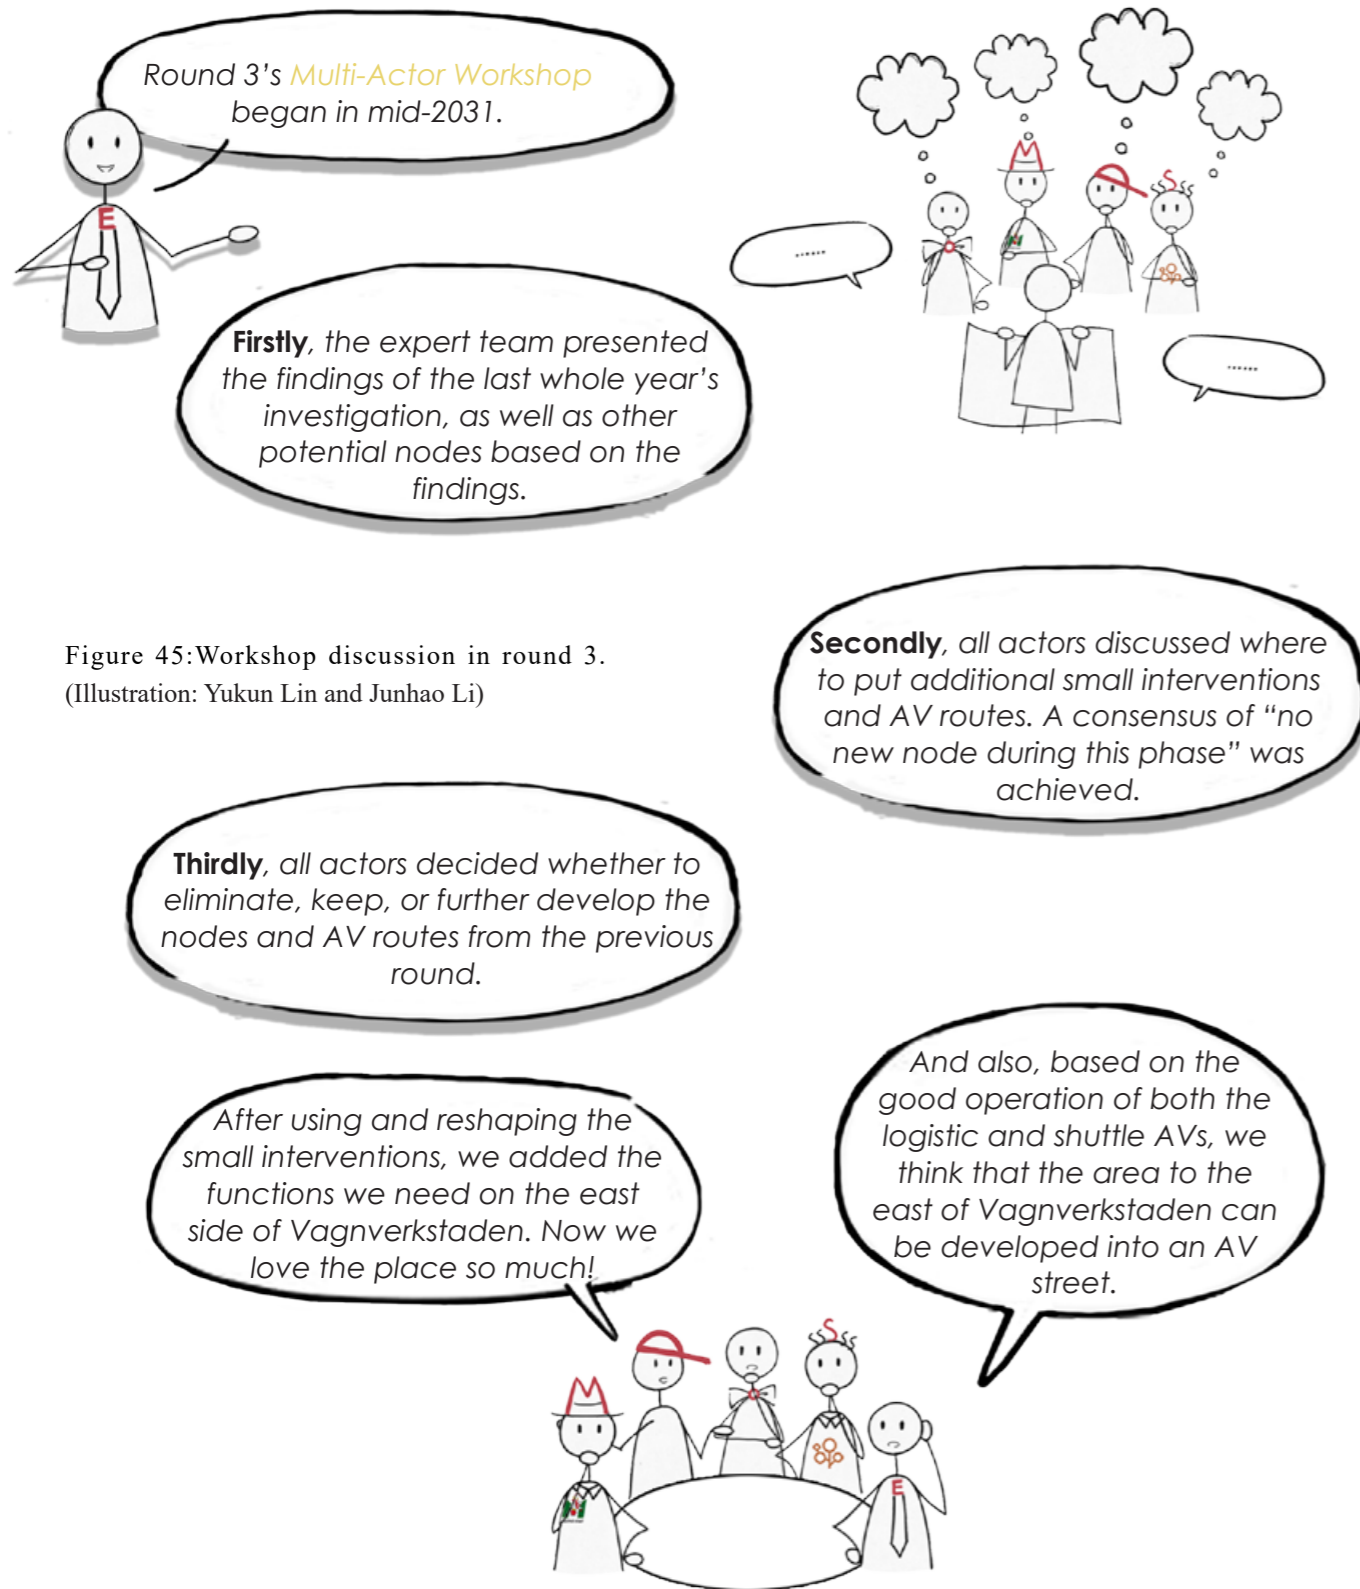 Round 3's Multi-Actor Workshop
began in mid-2031.
E
M
S
......
......
Firstly, the expert team presented
the findings of the last whole year's
investigation, as well as other
potential nodes based on the
findings.
Figure 45:Workshop discussion in round 3.
(Illustration: Yukun Lin and Junhao Li)
Secondly, all actors discussed where
to put additional small interventions
and AV routes. A consensus of “no
new node during this phase” was
achieved.
Thirdly, all actors decided whether to
eliminate, keep, or further develop the
nodes and AV routes from the previous
round.
After using and reshaping the
small interventions, we added the
functions we need on the east
side of Vagnverkstaden. Now we
love the place so much!
And also, based on the
good operation of both the
logistic and shuttle AVs, we
think that the area to the
east of Vagnverkstaden can
be developed into an AV
street.
S
M
E